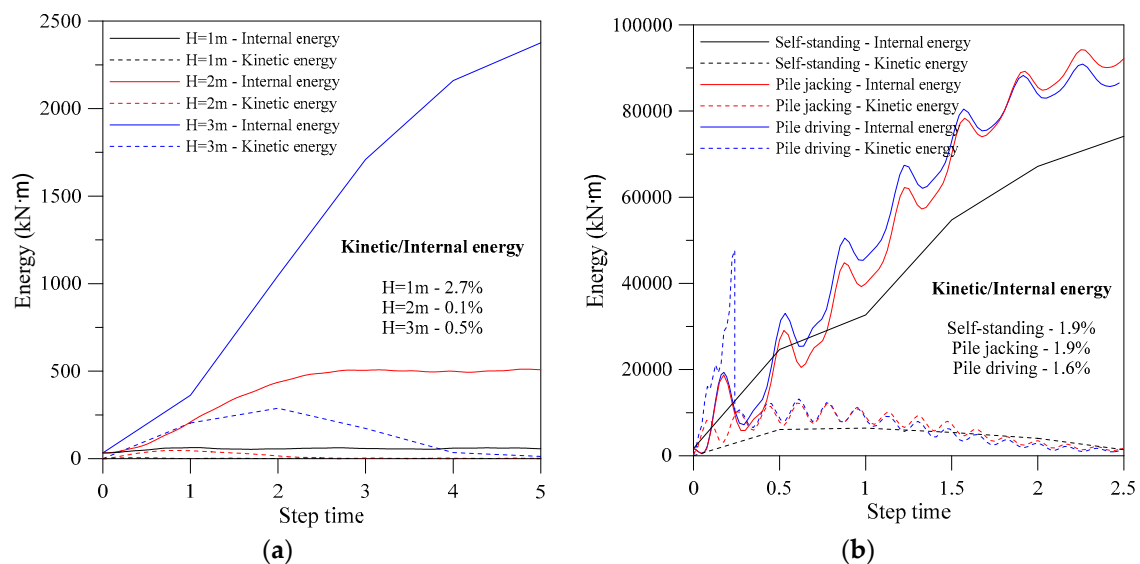 2500
2000
1500
1000
500
0
Energy (kN·m)
H=1m - Internal energy
H=1m - Kinetic energy
H=2m - Internal energy
H=2m - Kinetic energy
H=3m - Internal energy
H=3m - Kinetic energy
Kinetic/Internal energy
H=1m - 2.7%
H=2m - 0.1%
H=3m - 0.5%
0 1 2 3 4 5
Step time
(a)
100000
80000
60000
40000
20000
0
Energy (kN·m)
Self-standing - Internal energy
Self-standing - Kinetic energy
Pile jacking - Internal energy
Pile jacking - Kinetic energy
Pile driving - Internal energy
Pile driving - Kinetic energy
Kinetic/Internal energy
Self-standing - 1.9%
Pile jacking - 1.9%
Pile driving - 1.6%
0 0.5 1 1.5 2 2.5
Step time
(b)